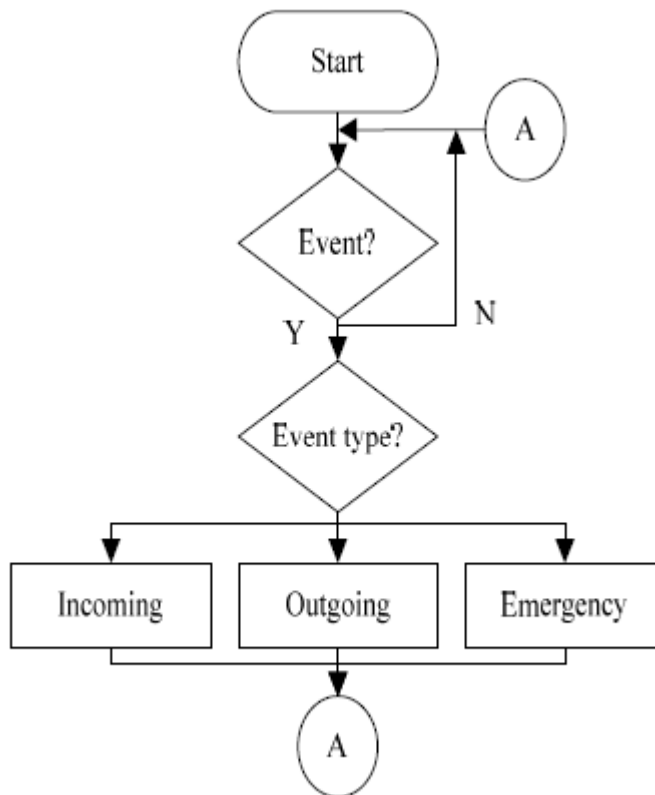 Start
A
Event?
Y
N
Event type?
Incoming
Outgoing
Emergency
A